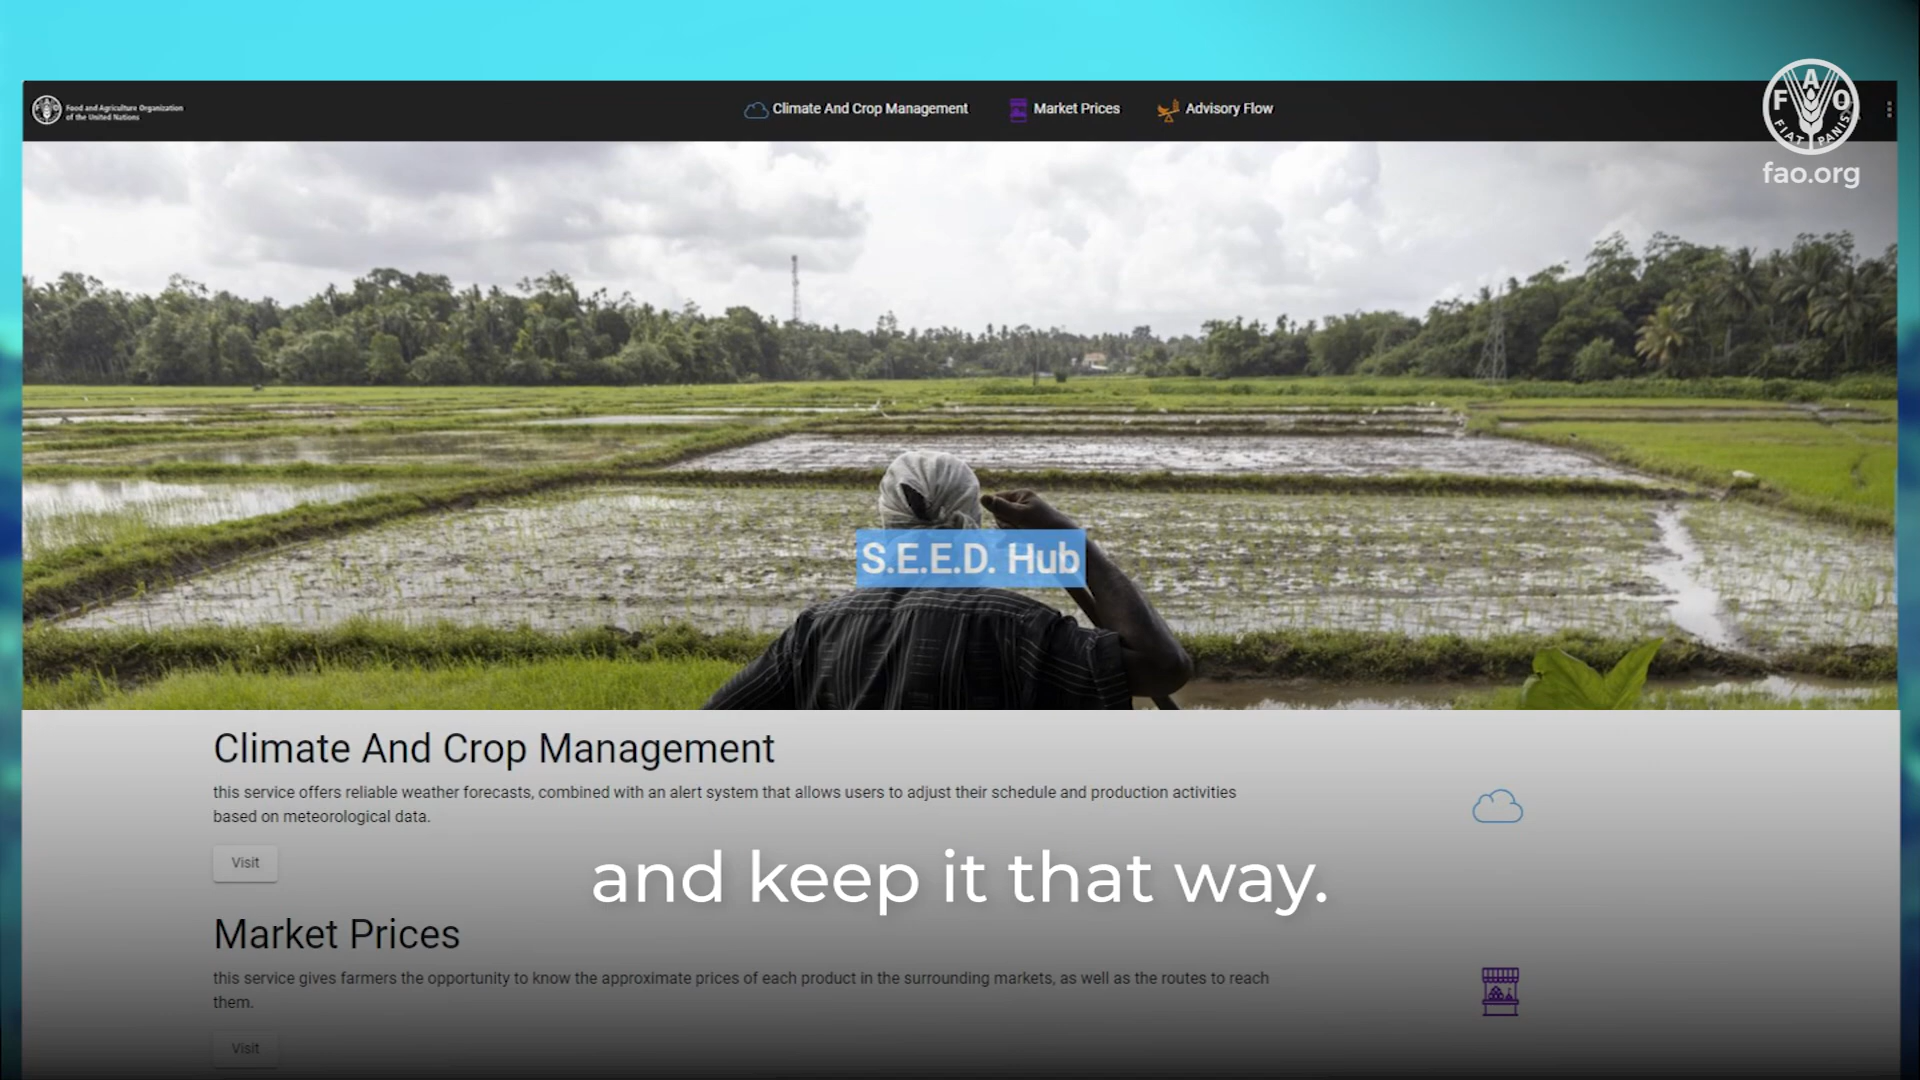 Food and Agriculture Organization
of the United Nations
Climate And Crop Management
Market Prices
Advisory Flow
FAO
FIAT PANIS
fao.org
S.E.E.D. Hub
Climate And Crop Management
this service offers reliable weather forecasts, combined with an alert system that allows users to adjust their schedule and production activities
based on meteorological data.
Visit
and keep it that way.
Market Prices
this service gives farmers the opportunity to know the approximate prices of each product in the surrounding markets, as well as the routes to reach
them.
Visit